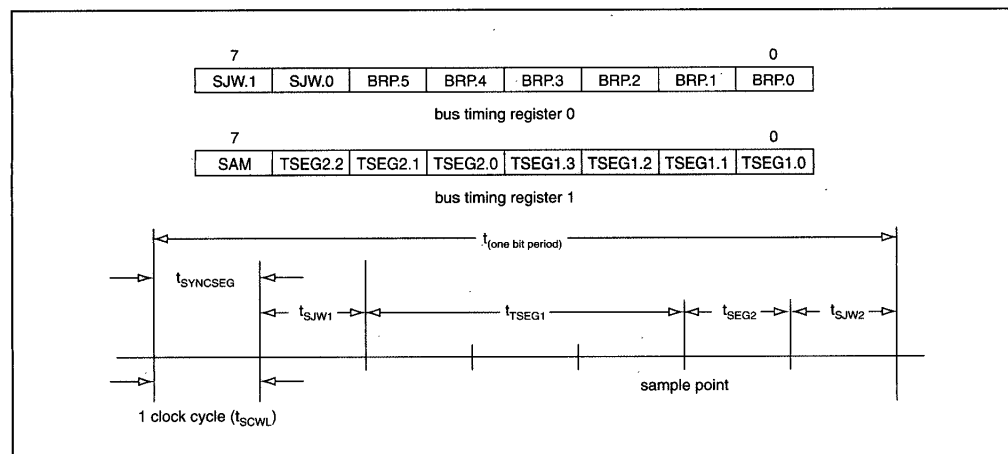 7 0
SJW.1 SJW.0 BRP.5 BRP.4 BRP.3 BRP.2 BRP.1 BRP.0
bus timing register 0
7 0
SAM TSEG2.2 TSEG2.1 TSEG2.0 TSEG1.3 TSEG1.2 TSEG1.1 TSEG1.0
bus timing register 1
t(one bit period)
tSYNCSEG
tSJW1 tTSEG1 tSEG2 tSJW2
sample point
1 clock cycle (tSCWL)